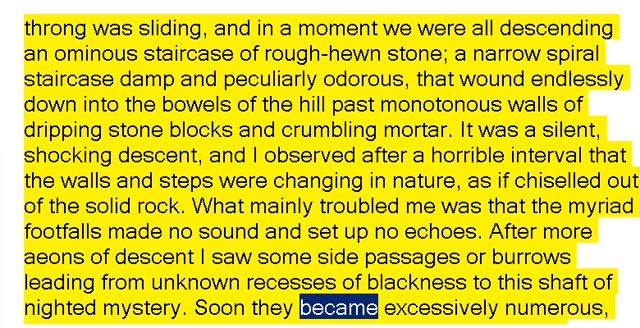 throng was sliding, and in a moment we were all descending
an ominous staircase of rough-hewn stone; a narrow spiral
staircase damp and peculiarly odorous, that wound endlessly
down into the bowels of the hill past monotonous walls of
dripping stone blocks and crumbling mortar. It was a silent,
shocking descent, and I observed after a horrible interval that
the walls and steps were changing in nature, as if chiselled out
of the solid rock. What mainly troubled me was that the myriad
footfalls made no sound and set up no echoes. After more
aeons of descent I saw some side passages or burrows
leading from unknown recesses of blackness to this shaft of
nighted mystery. Soon they became excessively numerous,